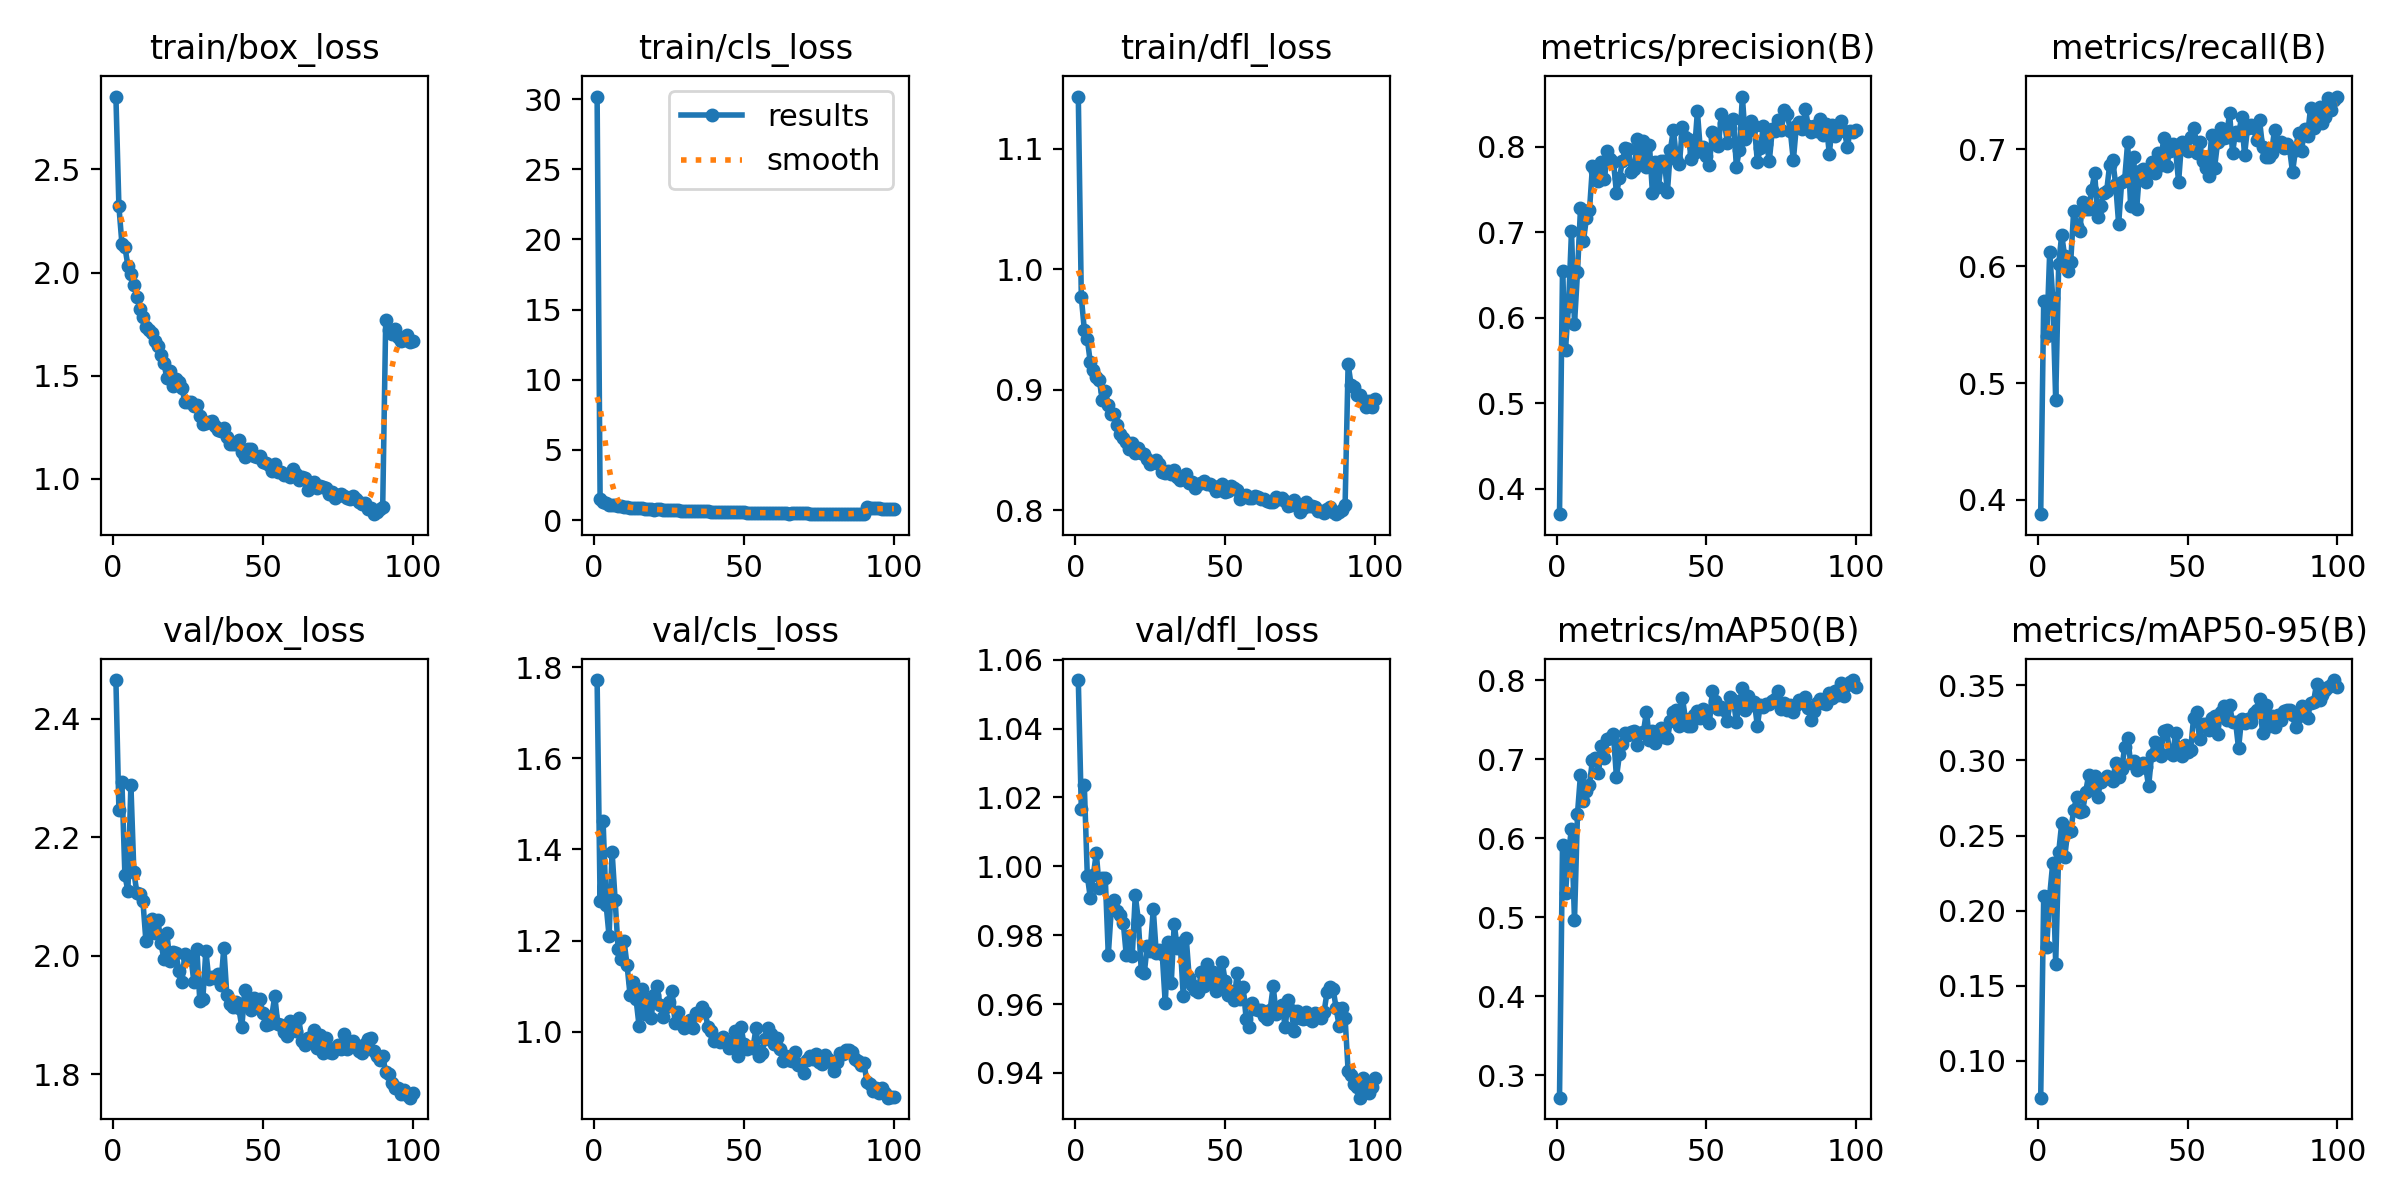 train/box_loss
2.5
2.0
1.5
1.0
0 50 100
train/cls_loss
results
smooth
30
25
20
15
10
5
0
0 50 100
train/dfl_loss
1.1
1.0
0.9
0.8
0 50 100
metrics/precision(B)
0.8
0.7
0.6
0.5
0.4
0 50 100
metrics/recall(B)
0.7
0.6
0.5
0.4
0 50 100
val/box_loss
2.4
2.2
2.0
1.8
0 50 100
val/cls_loss
1.8
1.6
1.4
1.2
1.0
0 50 100
val/dfl_loss
1.06
1.04
1.02
1.00
0.98
0.96
0.94
0 50 100
metrics/mAP50(B)
0.8
0.7
0.6
0.5
0.4
0.3
0 50 100
metrics/mAP50-95(B)
0.35
0.30
0.25
0.20
0.15
0.10
0 50 100